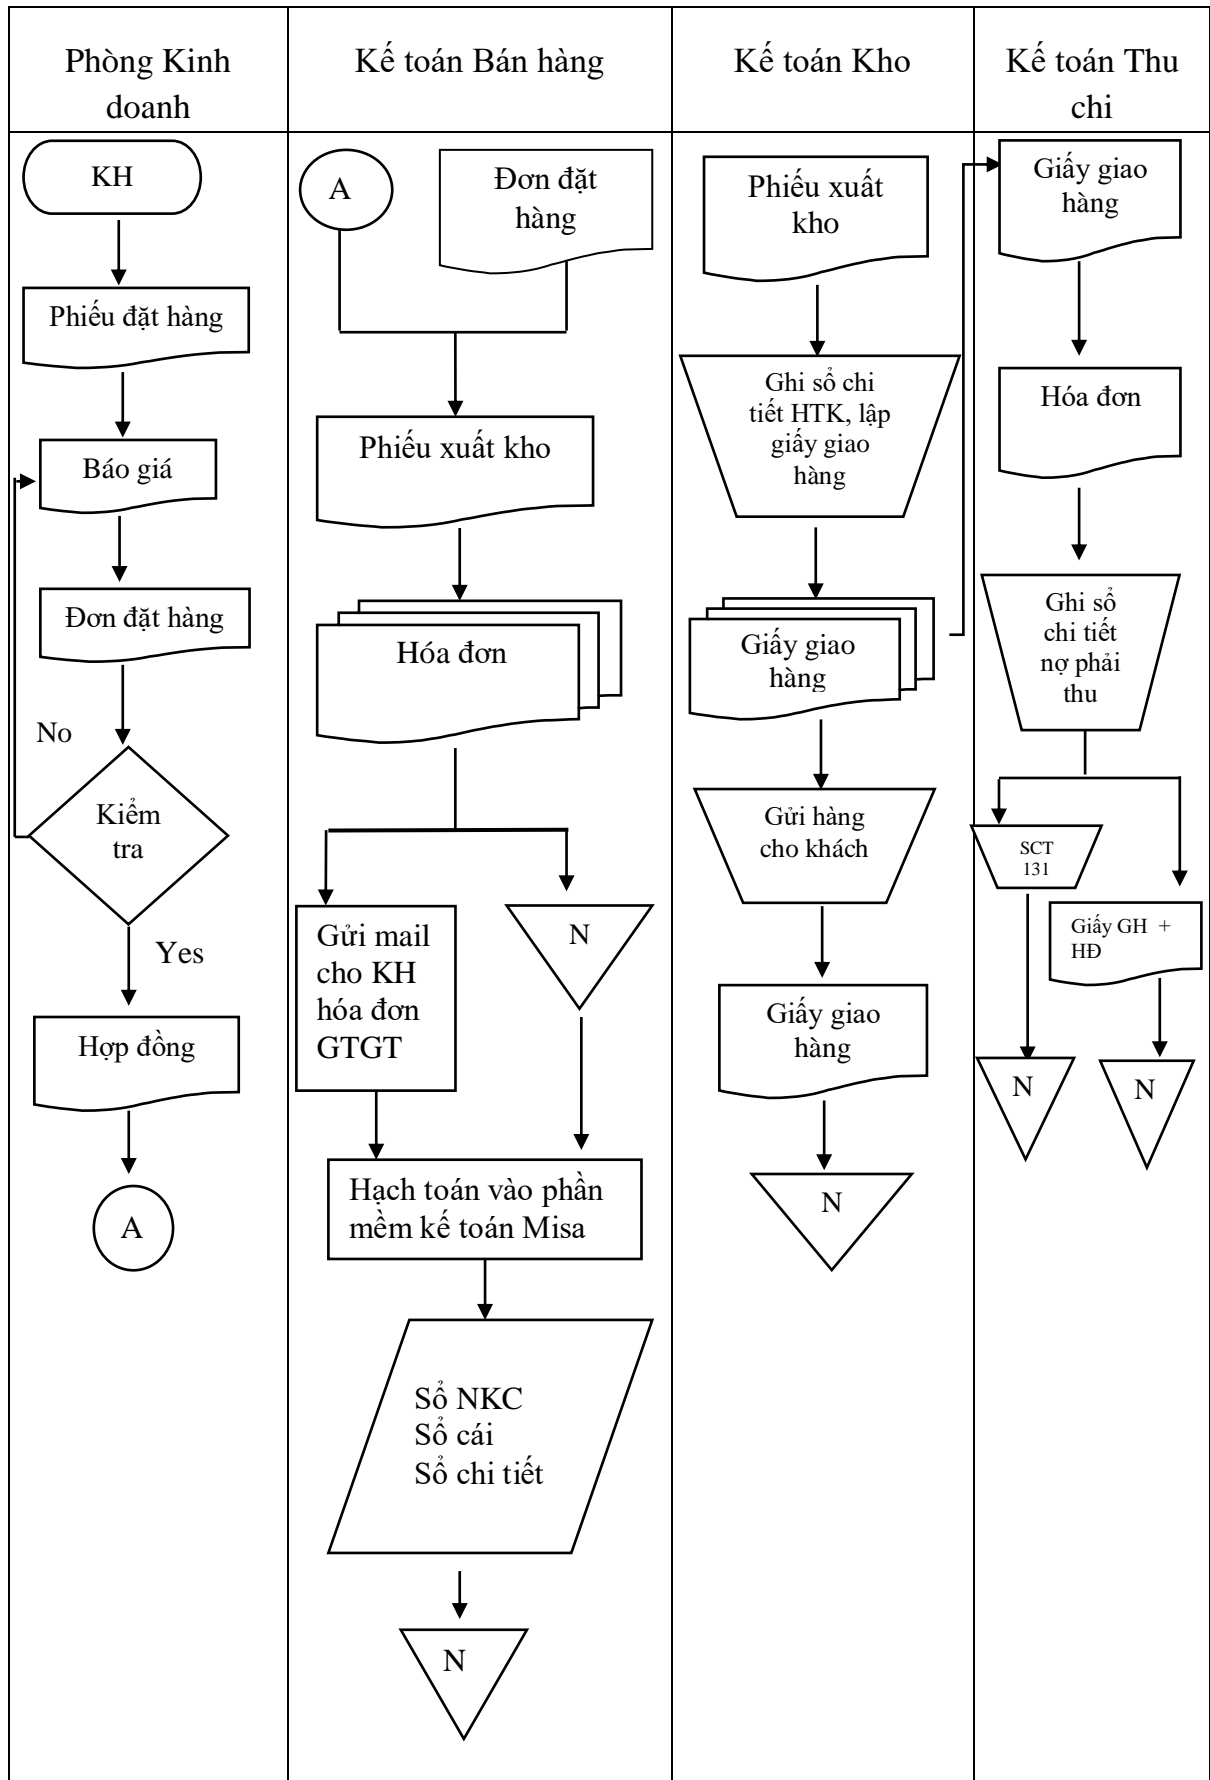 Phòng Kinh
doanh
Kế toán Bán hàng
Kế toán Kho
Kế toán Thu
chi
KH
Phiếu đặt hàng
Báo giá
Đơn đặt hàng
No
Kiểm
tra
Yes
Hợp đồng
A
A
Đơn đặt
hàng
Phiếu xuất kho
Hóa đơn
Gửi mail
cho KH
hóa đơn
GTGT
N
Hạch toán vào phần
mềm kế toán Misa
Sổ NKC
Sổ cái
Sổ chi tiết
N
Phiếu xuất
kho
Ghi sổ chi
tiết HTK, lập
giấy giao
hàng
Giấy giao
hàng
Gửi hàng
cho khách
Giấy giao
hàng
N
Giấy giao
hàng
Hóa đơn
Ghi sổ
chi tiết
nợ phải
thu
SCT
131
Giấy GH +
HĐ
N
N